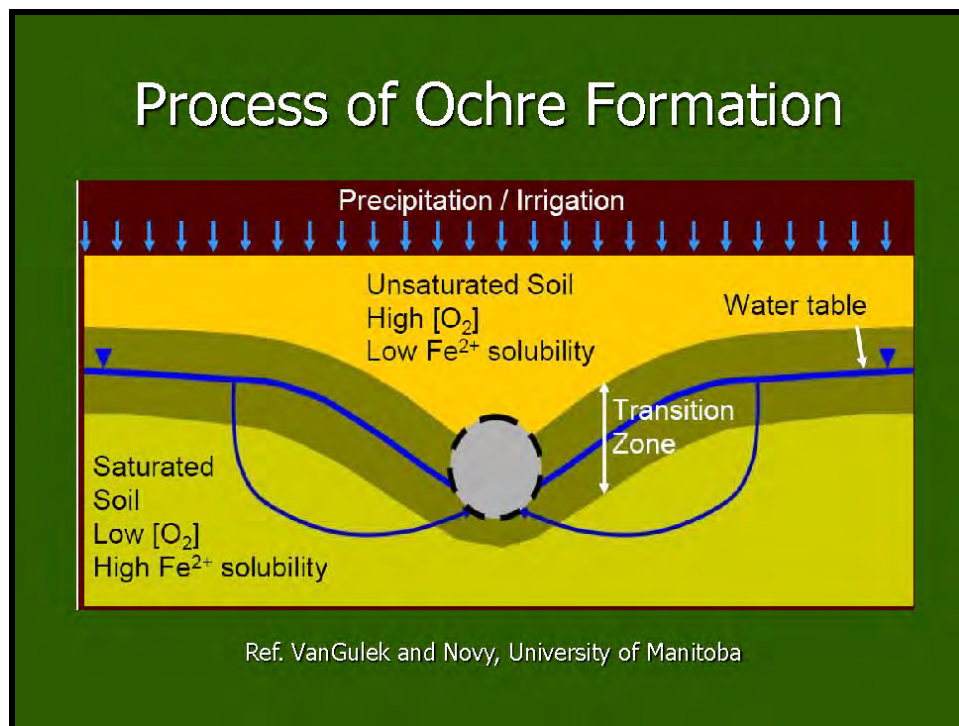 Process of Ochre Formation
Precipitation / Irrigation
Unsaturated Soil
High [O₂]
Low Fe²⁺ solubility
Water table
Transition
Zone
Saturated
Soil
Low [O₂]
High Fe²⁺ solubility
Ref. VanGulek and Novy, University of Manitoba